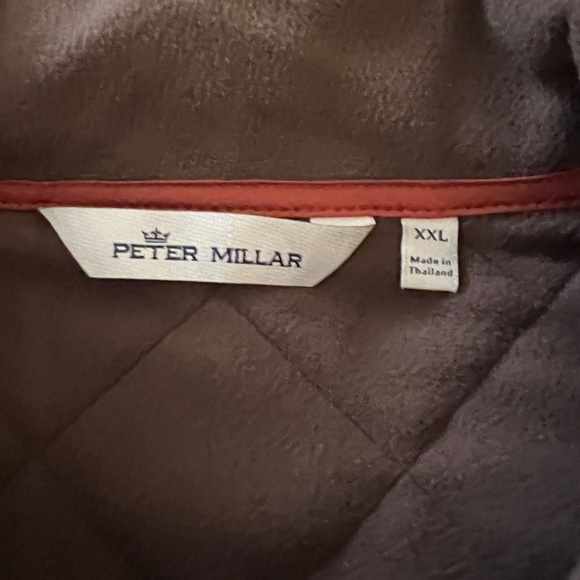 PETER MILLAR
XXL
Made in
Thailand